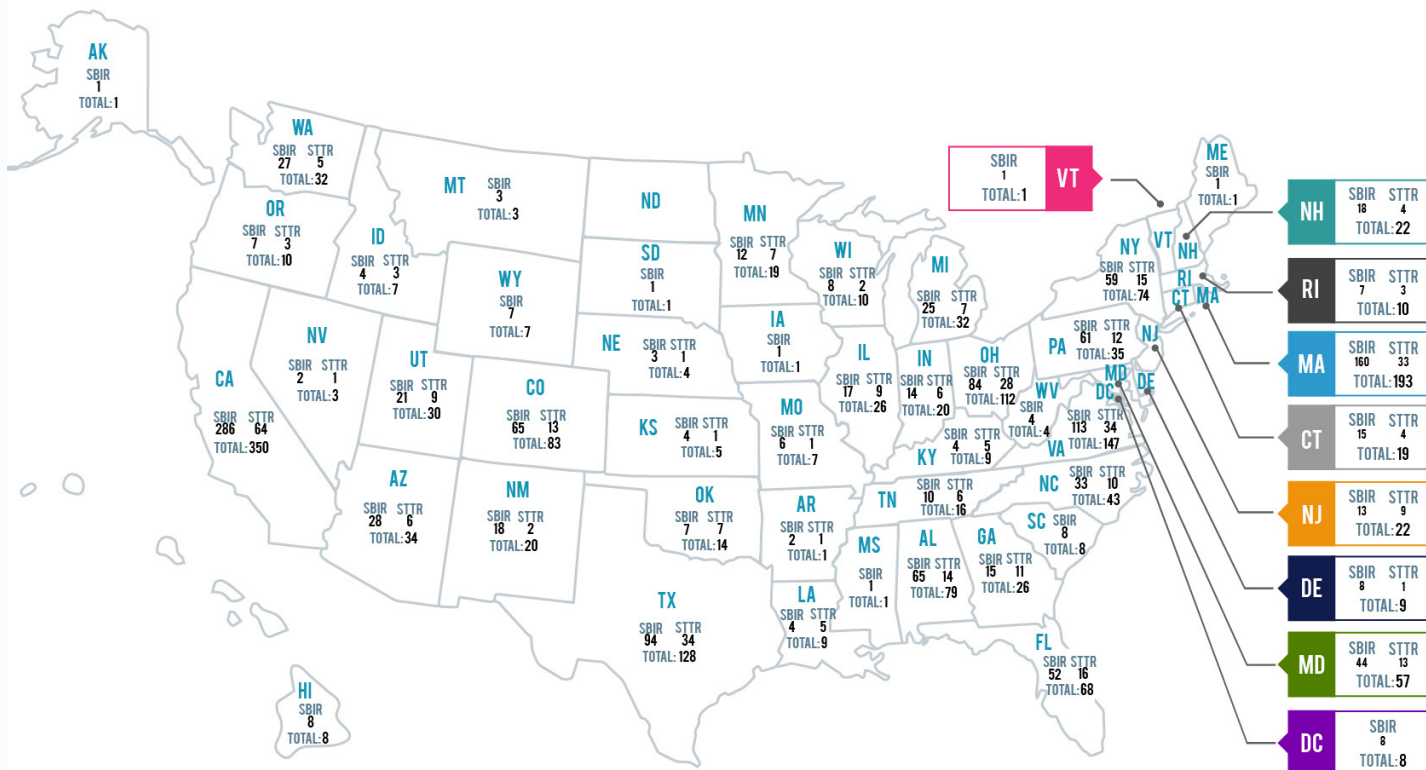 AK
SBIR
1
TOTAL:1
WA
SBIR STTR
27 5
TOTAL:32
OR
SBIR STTR
7 3
TOTAL:10
ID
SBIR STTR
4 3
TOTAL:7
MT SBIR
3
TOTAL:3
ND
SD
SBIR
1
TOTAL:1
WY
SBIR
7
TOTAL:7
NE SBIR STTR
3 1
TOTAL:4
NV
SBIR STTR
2 1
TOTAL:3
UT
SBIR STTR
21 9
TOTAL:30
CA
SBIR STTR
286 64
TOTAL:350
CO
SBIR STTR
65 13
TOTAL:83
KS SBIR STTR
4 1
TOTAL:5
AZ
SBIR STTR
28 6
TOTAL:34
NM
SBIR STTR
18 2
TOTAL:20
OK
SBIR STTR
7 7
TOTAL:14
TX
SBIR STTR
94 34
TOTAL:128
HI
SBIR
8
TOTAL:8
MN
SBIR STTR
12 7
TOTAL:19
WI
SBIR STTR
8 2
TOTAL:10
MI
SBIR STTR
25 7
TOTAL:32
IA
SBIR
1
TOTAL:1
IL
SBIR STTR
17 9
TOTAL:26
IN
SBIR STTR
14 6
TOTAL:20
OH
SBIR STTR
84 28
TOTAL:112
MO
SBIR STTR
6 1
TOTAL:7
AR
SBIR STTR
2 1
TOTAL:1
LA
SBIR STTR
4 5
TOTAL:9
MS
SBIR
1
TOTAL:1
AL
SBIR STTR
65 14
TOTAL:79
GA
SBIR STTR
15 11
TOTAL:26
FL
SBIR STTR
52 16
TOTAL:68
SC SBIR
8
TOTAL:8
NC SBIR STTR
33 10
TOTAL:43
TN SBIR STTR
10 6
TOTAL:16
KY SBIR STTR
4 5
TOTAL:9
WV
SBIR
4
TOTAL:4
VA SBIR STTR
113 34
TOTAL:147
PA SBIR STTR
61 12
TOTAL:35
NY
SBIR STTR
59 15
TOTAL:74
ME
SBIR
1
TOTAL:1
VT
NH
RI
CT MA
NJ
MD
DC DE
SBIR
1
TOTAL:1
VT
NH SBIR STTR
18 4
TOTAL:22
RI SBIR STTR
7 3
TOTAL:10
MA SBIR STTR
160 33
TOTAL:193
CT SBIR STTR
15 4
TOTAL:19
NJ SBIR STTR
13 9
TOTAL:22
DE SBIR STTR
8 1
TOTAL:9
MD SBIR STTR
44 13
TOTAL:57
DC SBIR
8
TOTAL:8